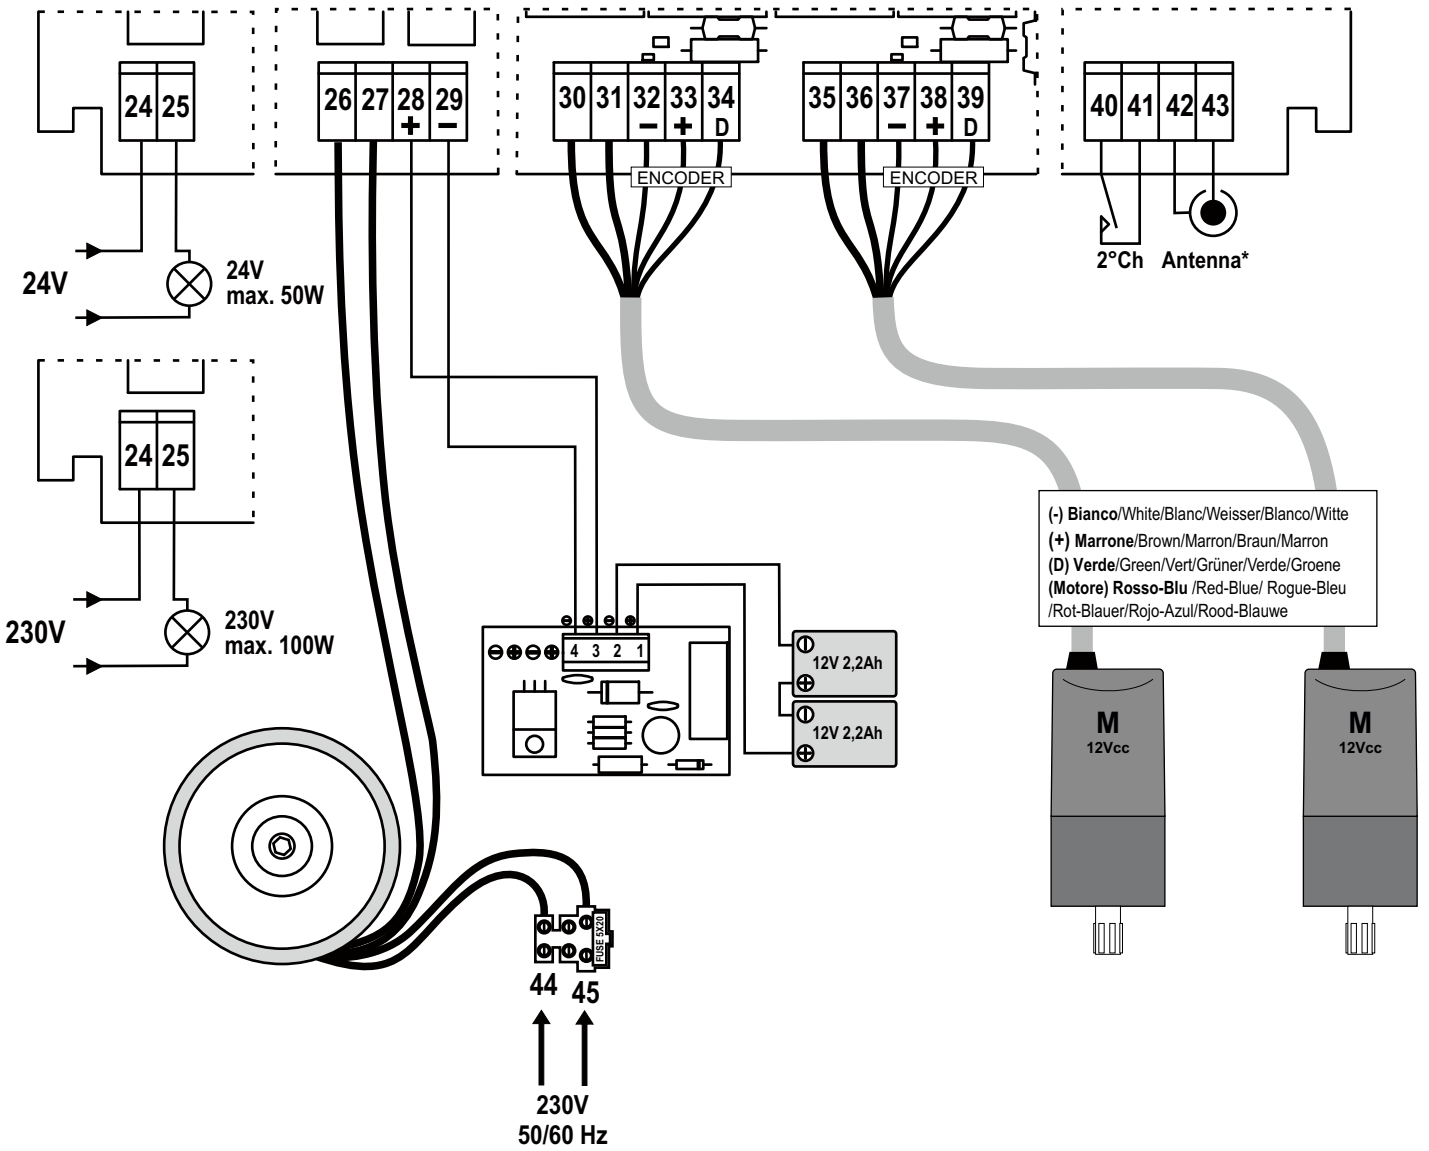 24 25
24V
24V
max. 50W
24 25
230V
230V
max. 100W
26 27 28 29
+ −
30 31 32 33 34
− + D
ENCODER
35 36 37 38 39
− + D
ENCODER
40 41 42 43
2°Ch Antenna*
(-) Bianco/White/Blanc/Weisser/Blanco/Witte
(+) Marrone/Brown/Marron/Braun/Marron
(D) Verde/Green/Vert/Grüner/Verde/Groene
(Motore) Rosso-Blu /Red-Blue/ Rogue-Bleu
/Rot-Blauer/Rojo-Azul/Rood-Blauwe
⊖ ⊕ ⊖ ⊕
⊖ ⊕ ⊖ ⊕ 4 3 2 1
12V 2,2Ah
12V 2,2Ah
M
12Vcc
M
12Vcc
FUSE 5X20
44 45
230V
50/60 Hz